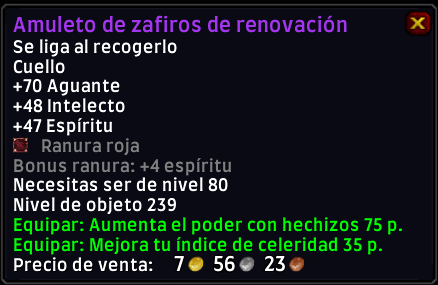 Amuleto de zafiros de renovación
Se liga al recogerlo
Cuello
+70 Aguante
+48 Intelecto
+47 Espíritu
Ranura roja
Bonus ranura: +4 espíritu
Necesitas ser de nivel 80
Nivel de objeto 239
Equipar: Aumenta el poder con hechizos 75 p.
Equipar: Mejora tu índice de celeridad 35 p.
Precio de venta: 7 56 23